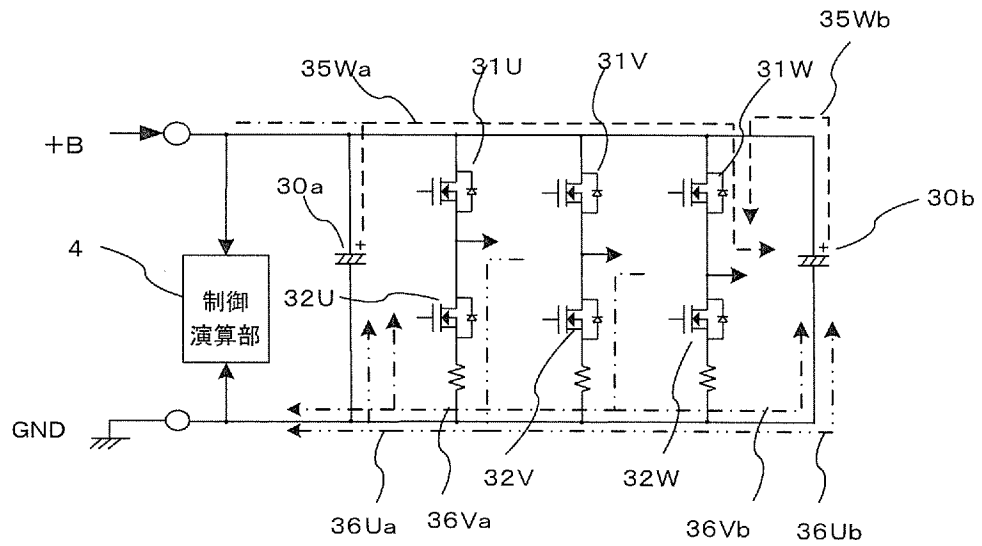 35Wb
35Wa
31U
31V
31W
+B
30a
+
+
30b
4
制御
演算部
32U
GND
32V
32W
36Ua
36Va
36Vb
36Ub